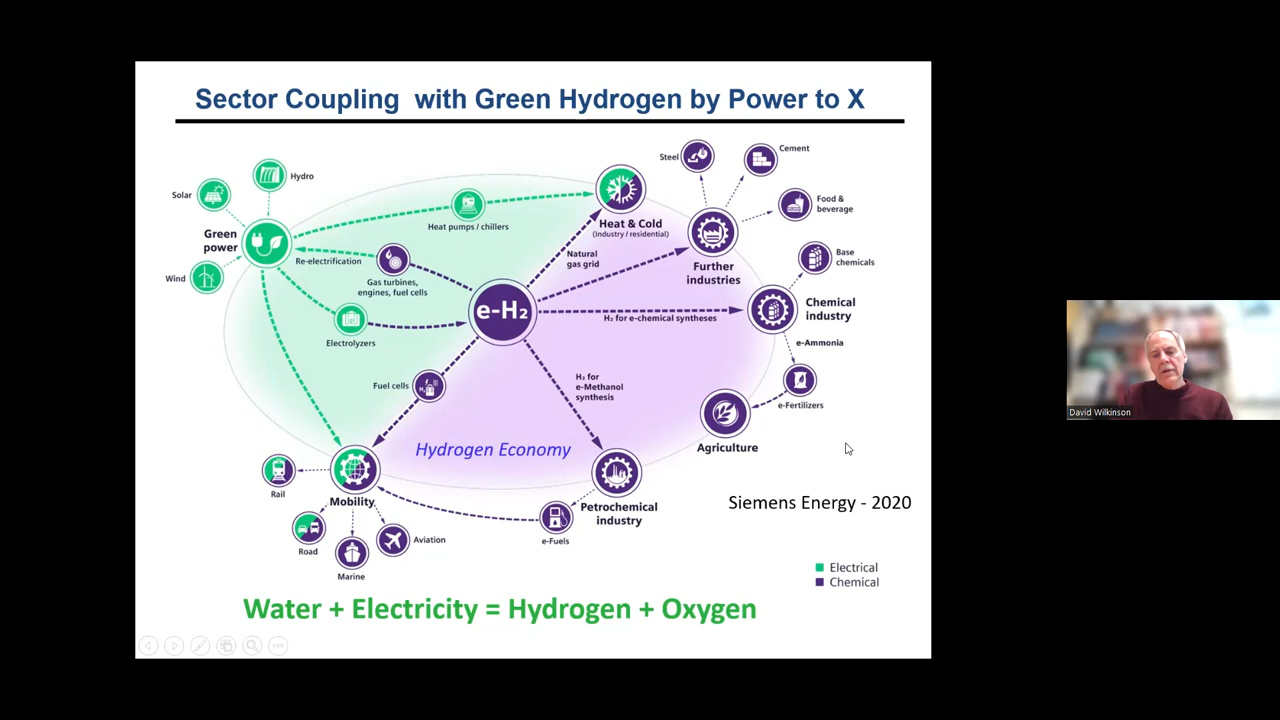 Sector Coupling with Green Hydrogen by Power to X
Hydro
Solar
Green
power
Wind
Heat pumps / chillers
Re-electrification
Gas turbines,
engines, fuel cells
Electrolyzers
e-H₂
Heat & Cold
(Industry / residential)
Natural
gas grid
Steel
Cement
Food &
beverage
Further
industries
Base
chemicals
Chemical
industry
H₂ for e-chemical syntheses
e-Ammonia
e-Fertilizers
Agriculture
Fuel cells
H₂
H₂ for
e-Methanol
synthesis
Hydrogen Economy
Mobility
Rail
Road
Marine
Aviation
e-Fuels
Petrochemical
industry
Siemens Energy - 2020
Electrical
Chemical
Water + Electricity = Hydrogen + Oxygen
David Wilkinson